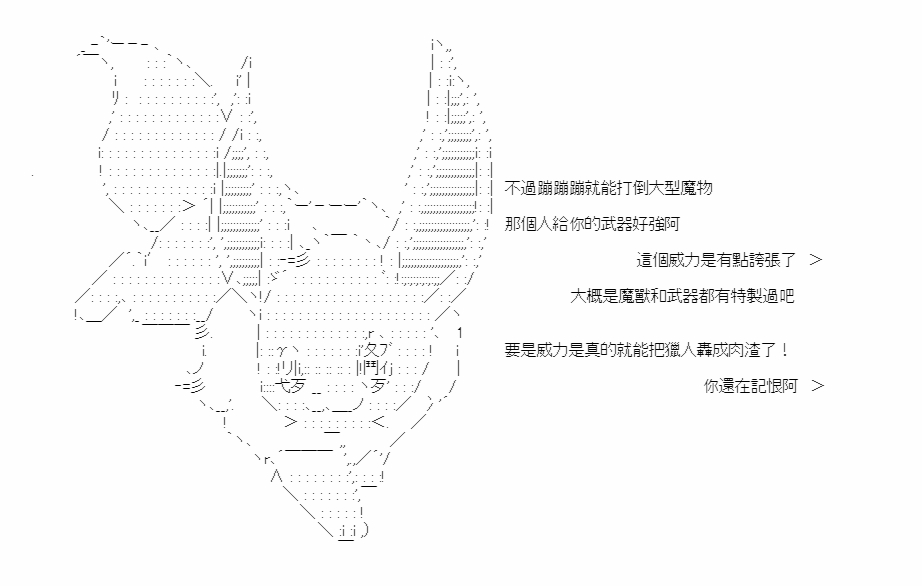 不過蹦蹦蹦就能打倒大型魔物
那個人給你的武器好強阿
這個威力是有點誇張了 ＞
大概是魔獸和武器都有特製過吧
要是威力是真的就能把獵人轟成肉渣了！
你還在記恨阿 ＞